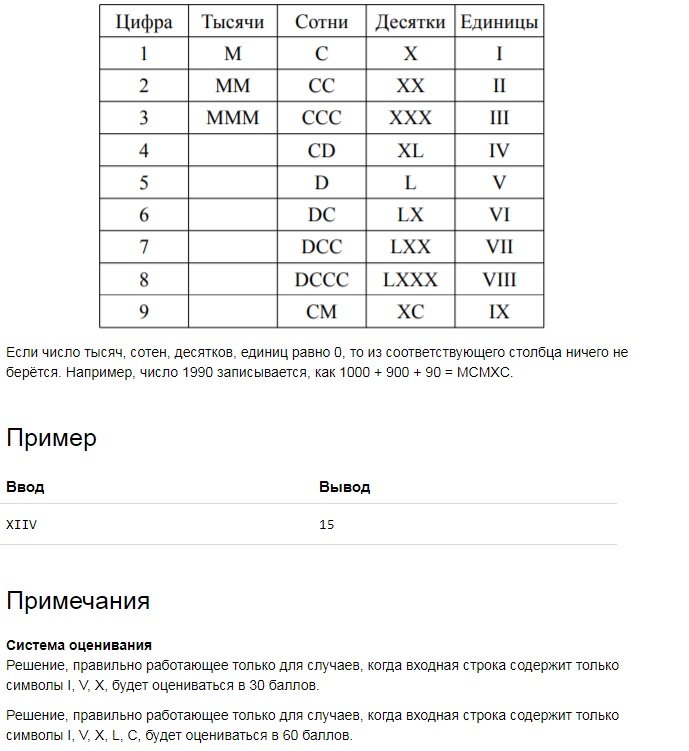 Цифра Тысячи Сотни Десятки Единицы
1 M C X I
2 MM CC XX II
3 MMM CCC XXX III
4 CD XL IV
5 D L V
6 DC LX VI
7 DCC LXX VII
8 DCCC LXXX VIII
9 CM XC IX
Если число тысяч, сотен, десятков, единиц равно 0, то из соответствующего столбца ничего не
берётся. Например, число 1990 записывается, как 1000 + 900 + 90 = MCMXC.
Пример
Ввод Вывод
XIIV 15
Примечания
Система оценивания
Решение, правильно работающее только для случаев, когда входная строка содержит только
символы I, V, X, будет оцениваться в 30 баллов.
Решение, правильно работающее только для случаев, когда входная строка содержит только
символы I, V, X, L, C, будет оцениваться в 60 баллов.